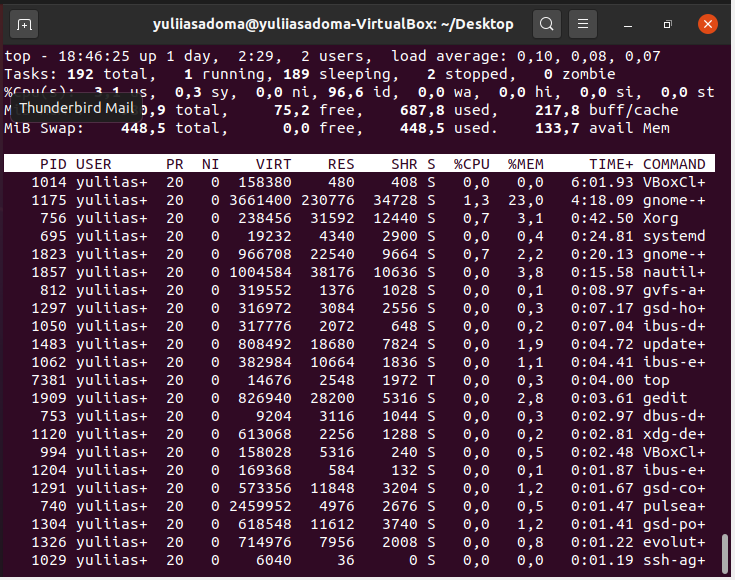 yuliiasadoma@yuliiasadoma-VirtualBox: ~/Desktop
top - 18:46:25 up 1 day,  2:29,  2 users,  load average: 0,10, 0,08, 0,07
Tasks: 192 total,   1 running, 189 sleeping,   2 stopped,   0 zombie
%Cpu(s):  3,1 us,  0,3 sy,  0,0 ni, 96,6 id,  0,0 wa,  0,0 hi,  0,0 si,  0,0 st
Thunderbird Mail
total,     75,2 free,    687,8 used,    217,8 buff/cache
MiB Swap:    448,5 total,      0,0 free,    448,5 used.    133,7 avail Mem
PID USER      PR  NI    VIRT    RES    SHR S  %CPU  %MEM     TIME+ COMMAND
1014 yuliias+  20   0  158380    480    408 S   0,0   0,0   6:01.93 VBoxCl+
1175 yuliias+  20   0 3661400 230776  34728 S   1,3  23,0   4:18.09 gnome-+
756 yuliias+  20   0  238456  31592  12440 S   0,7   3,1   0:42.50 Xorg
695 yuliias+  20   0   19232   4340   2900 S   0,0   0,4   0:24.81 systemd
1823 yuliias+  20   0  966708  22540   9664 S   0,7   2,2   0:20.13 gnome-+
1857 yuliias+  20   0 1004584  38176  10636 S   0,0   3,8   0:15.58 nautil+
812 yuliias+  20   0  319552   1376   1028 S   0,0   0,1   0:08.97 gvfs-a+
1297 yuliias+  20   0  316972   3084   2556 S   0,0   0,3   0:07.17 gsd-ho+
1050 yuliias+  20   0  317776   2072    648 S   0,0   0,2   0:07.04 ibus-d+
1483 yuliias+  20   0  808492  18680   7824 S   0,0   1,9   0:04.72 update+
1062 yuliias+  20   0  382984  10664   1836 S   0,0   1,1   0:04.41 ibus-e+
7381 yuliias+  20   0   14676   2548   1972 T   0,0   0,3   0:04.00 top
1909 yuliias+  20   0  826940  28200   5316 S   0,0   2,8   0:03.61 gedit
753 yuliias+  20   0    9204   3116   1044 S   0,0   0,3   0:02.97 dbus-d+
1120 yuliias+  20   0  613068   2256   1288 S   0,0   0,2   0:02.81 xdg-de+
994 yuliias+  20   0  158028   5316    240 S   0,0   0,5   0:02.48 VBoxCl+
1204 yuliias+  20   0  169368    584    132 S   0,0   0,1   0:01.87 ibus-e+
1291 yuliias+  20   0  573356  11848   3204 S   0,0   1,2   0:01.67 gsd-co+
740 yuliias+  20   0 2459952   4976   2676 S   0,0   0,5   0:01.47 pulsea+
1304 yuliias+  20   0  618548  11612   3740 S   0,0   1,2   0:01.41 gsd-po+
1326 yuliias+  20   0  714976   7956   2008 S   0,0   0,8   0:01.22 evolut+
1029 yuliias+  20   0    6040     36      0 S   0,0   0,0   0:01.19 ssh-ag+